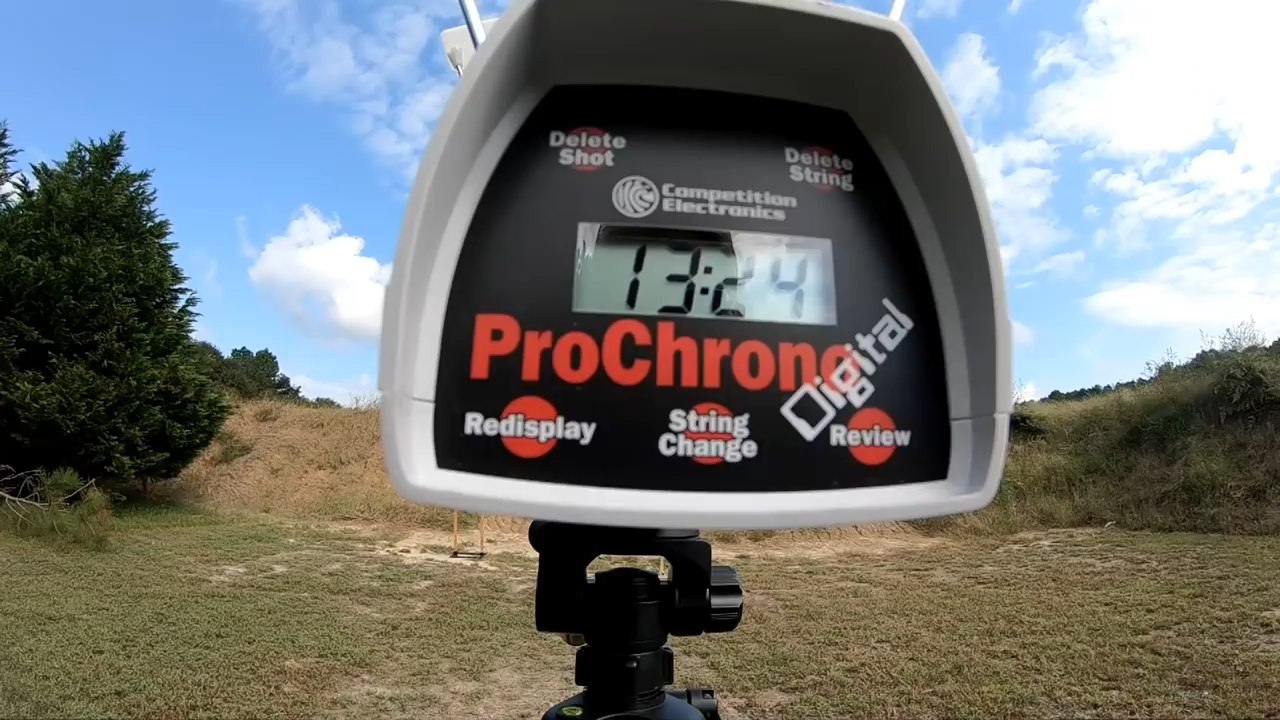 Delete
Shot
Delete
String
Competition
Electronics
13:24
ProChrono
Digital
Redisplay
String
Change
Review